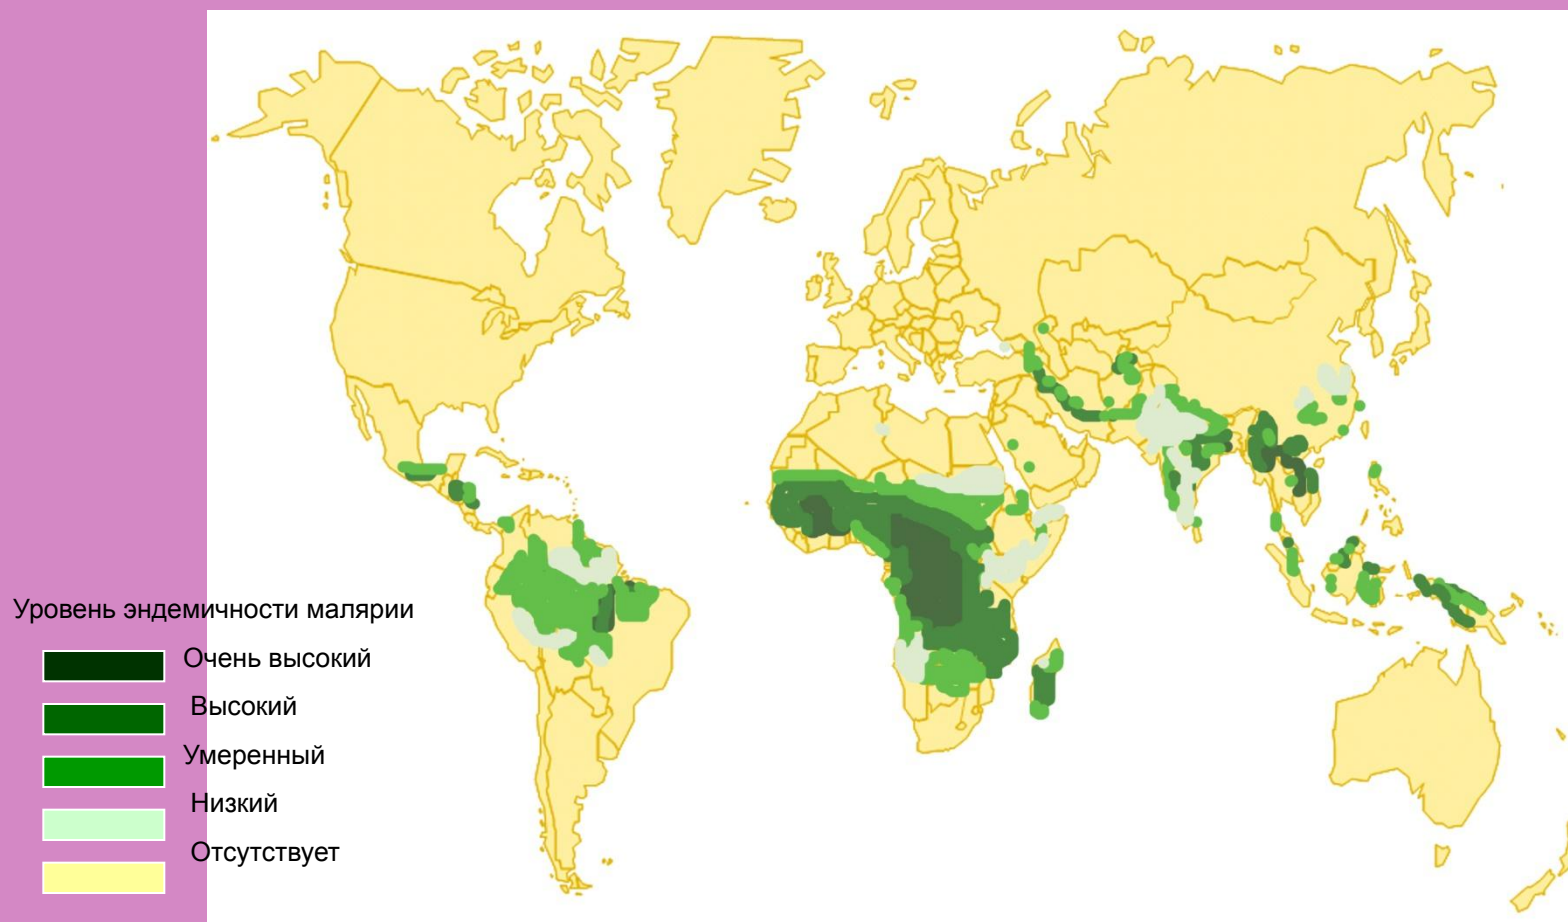 Уровень эндемичности малярии
Очень высокий
Высокий
Умеренный
Низкий
Отсутствует